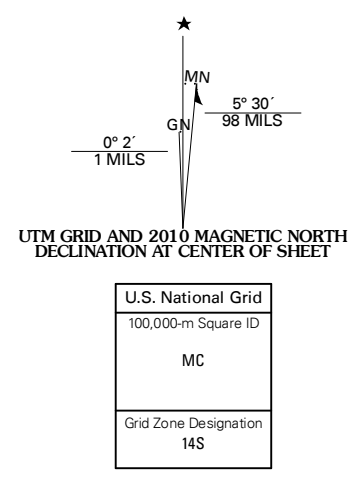 MN
GN
5° 30´
98 MILS
0° 2´
1 MILS
UTM GRID AND 2010 MAGNETIC NORTH
DECLINATION AT CENTER OF SHEET
U.S. National Grid
100,000-m Square ID
MC
Grid Zone Designation
14S